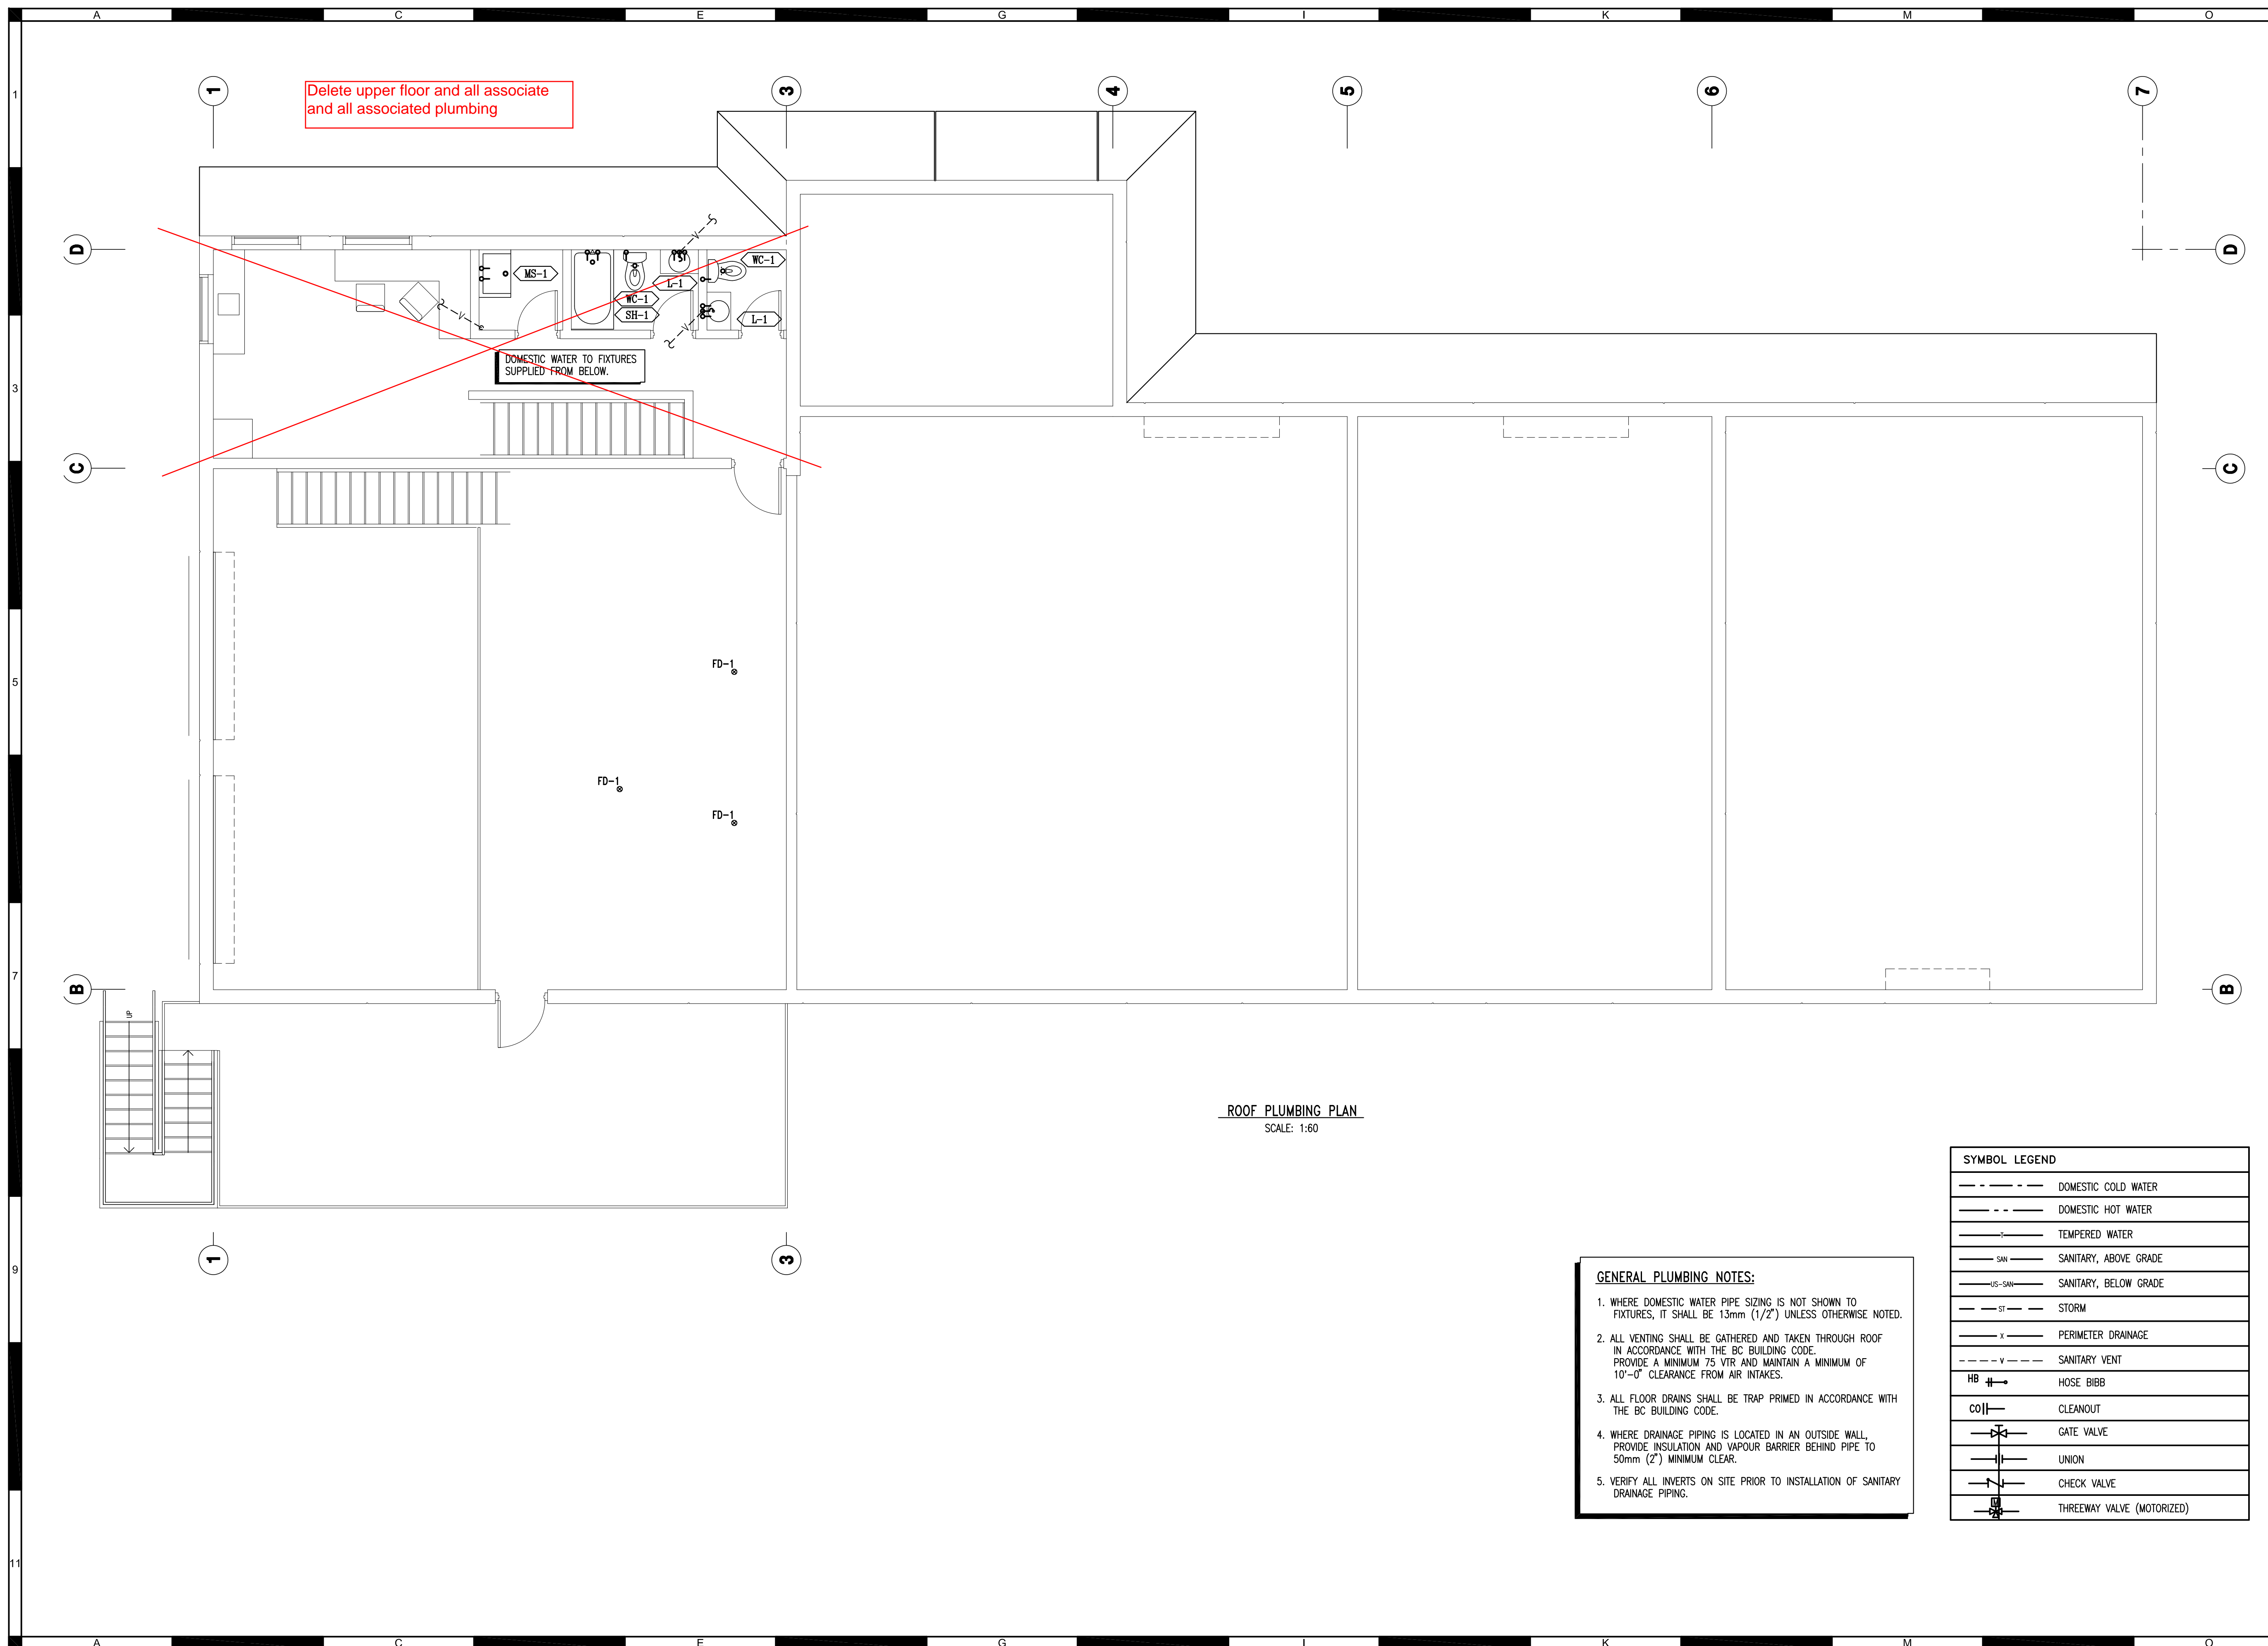 A C E G I K M O
1
3
5
7
9
11
1 3 4 5 6 7
Delete upper floor and all associate
and all associated plumbing
D D
MS-1
WC-1
SH-1
L-1
WC-1
L-1
V
V
V
DOMESTIC WATER TO FIXTURES
SUPPLIED FROM BELOW.
C C
FD-1
FD-1
FD-1
B B
UP
1 3
ROOF PLUMBING PLAN
SCALE: 1:60
GENERAL PLUMBING NOTES:
1. WHERE DOMESTIC WATER PIPE SIZING IS NOT SHOWN TO
FIXTURES, IT SHALL BE 13mm (1/2") UNLESS OTHERWISE NOTED.
2. ALL VENTING SHALL BE GATHERED AND TAKEN THROUGH ROOF
IN ACCORDANCE WITH THE BC BUILDING CODE.
PROVIDE A MINIMUM 75 VTR AND MAINTAIN A MINIMUM OF
10'-0" CLEARANCE FROM AIR INTAKES.
3. ALL FLOOR DRAINS SHALL BE TRAP PRIMED IN ACCORDANCE WITH
THE BC BUILDING CODE.
4. WHERE DRAINAGE PIPING IS LOCATED IN AN OUTSIDE WALL,
PROVIDE INSULATION AND VAPOUR BARRIER BEHIND PIPE TO
50mm (2") MINIMUM CLEAR.
5. VERIFY ALL INVERTS ON SITE PRIOR TO INSTALLATION OF SANITARY
DRAINAGE PIPING.
SYMBOL LEGEND
DOMESTIC COLD WATER
DOMESTIC HOT WATER
T TEMPERED WATER
SAN SANITARY, ABOVE GRADE
US-SAN SANITARY, BELOW GRADE
ST STORM
X PERIMETER DRAINAGE
V SANITARY VENT
HB HOSE BIBB
CO CLEANOUT
GATE VALVE
UNION
CHECK VALVE
M THREEWAY VALVE (MOTORIZED)
A C E G I K M O